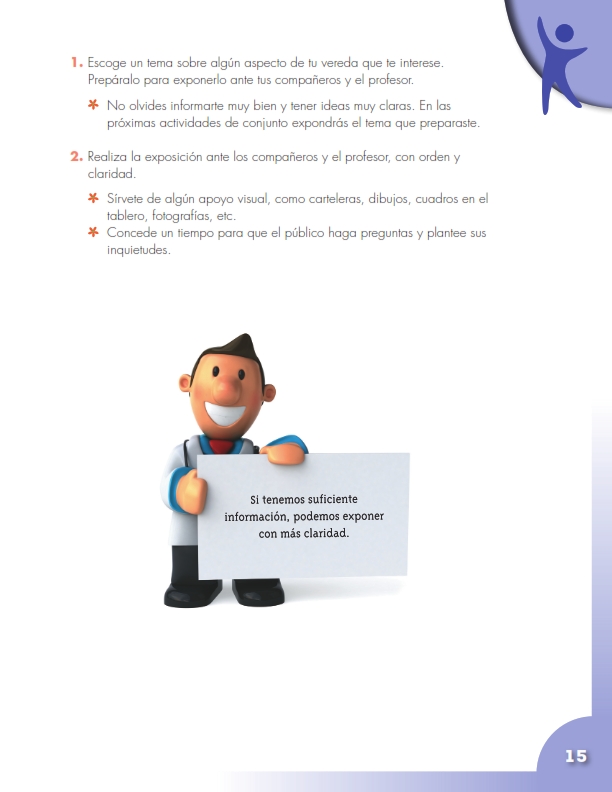 1. Escoge un tema sobre algún aspecto de tu vereda que te interese.
Prepáralo para exponerlo ante tus compañeros y el profesor.
* No olvides informarte muy bien y tener ideas muy claras. En las
próximas actividades de conjunto expondrás el tema que preparaste.
2. Realiza la exposición ante los compañeros y el profesor, con orden y
claridad.
* Sírvete de algún apoyo visual, como carteleras, dibujos, cuadros en el
tablero, fotografías, etc.
* Concede un tiempo para que el público haga preguntas y plantee sus
inquietudes.
Si tenemos suficiente
información, podemos exponer
con más claridad.
15